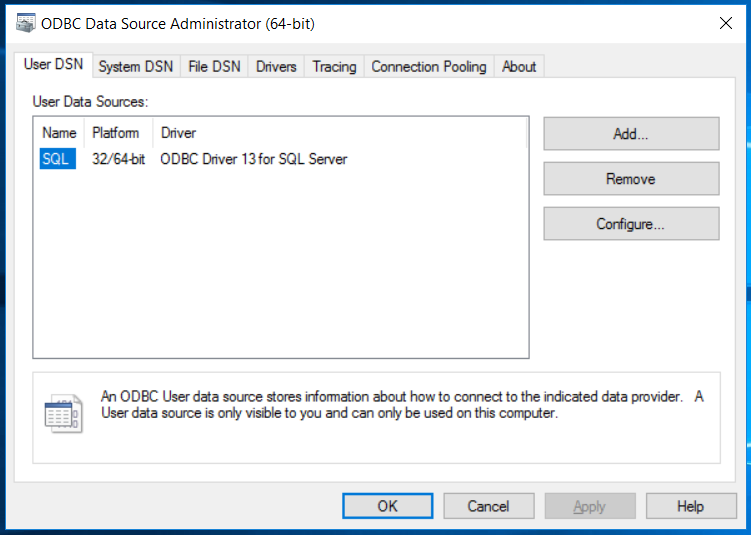 ODBC Data Source Administrator (64-bit)
User DSN System DSN File DSN Drivers Tracing Connection Pooling About
User Data Sources:
Name Platform Driver
SQL 32/64-bit ODBC Driver 13 for SQL Server
Add...
Remove
Configure...
An ODBC User data source stores information about how to connect to the indicated data provider. A
User data source is only visible to you and can only be used on this computer.
OK Cancel Apply Help